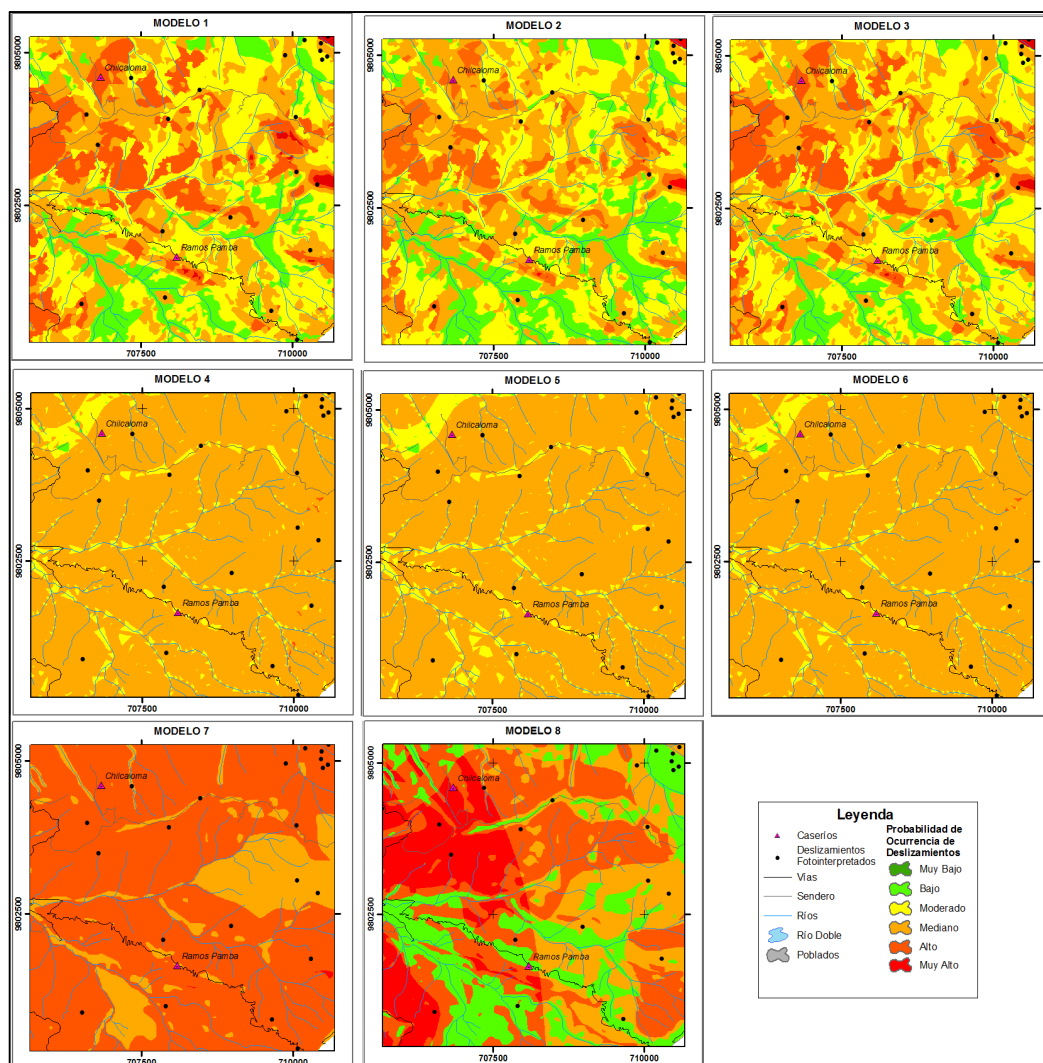 MODELO 1
9805000
9802500
Chilcaloma
Ramos Pamba
707500
710000
MODELO 2
9805000
9802500
Chilcaloma
Ramos Pamba
707500
710000
MODELO 3
9805000
9802500
Chilcaloma
Ramos Pamba
707500
710000
MODELO 4
9805000
9802500
Chilcaloma
Ramos Pamba
707500
710000
MODELO 5
9805000
9802500
Chilcaloma
Ramos Pamba
707500
710000
MODELO 6
9805000
9802500
Chilcaloma
Ramos Pamba
707500
710000
MODELO 7
9805000
9802500
Chilcaloma
Ramos Pamba
707500
710000
MODELO 8
9805000
9802500
Chilcaloma
Ramos Pamba
707500
710000
Leyenda
Caseríos
Deslizamientos
Fotointerpretados
Vías
Sendero
Ríos
Río Doble
Poblados
Probabilidad de
Ocurrencia de
Deslizamientos
Muy Bajo
Bajo
Moderado
Mediano
Alto
Muy Alto